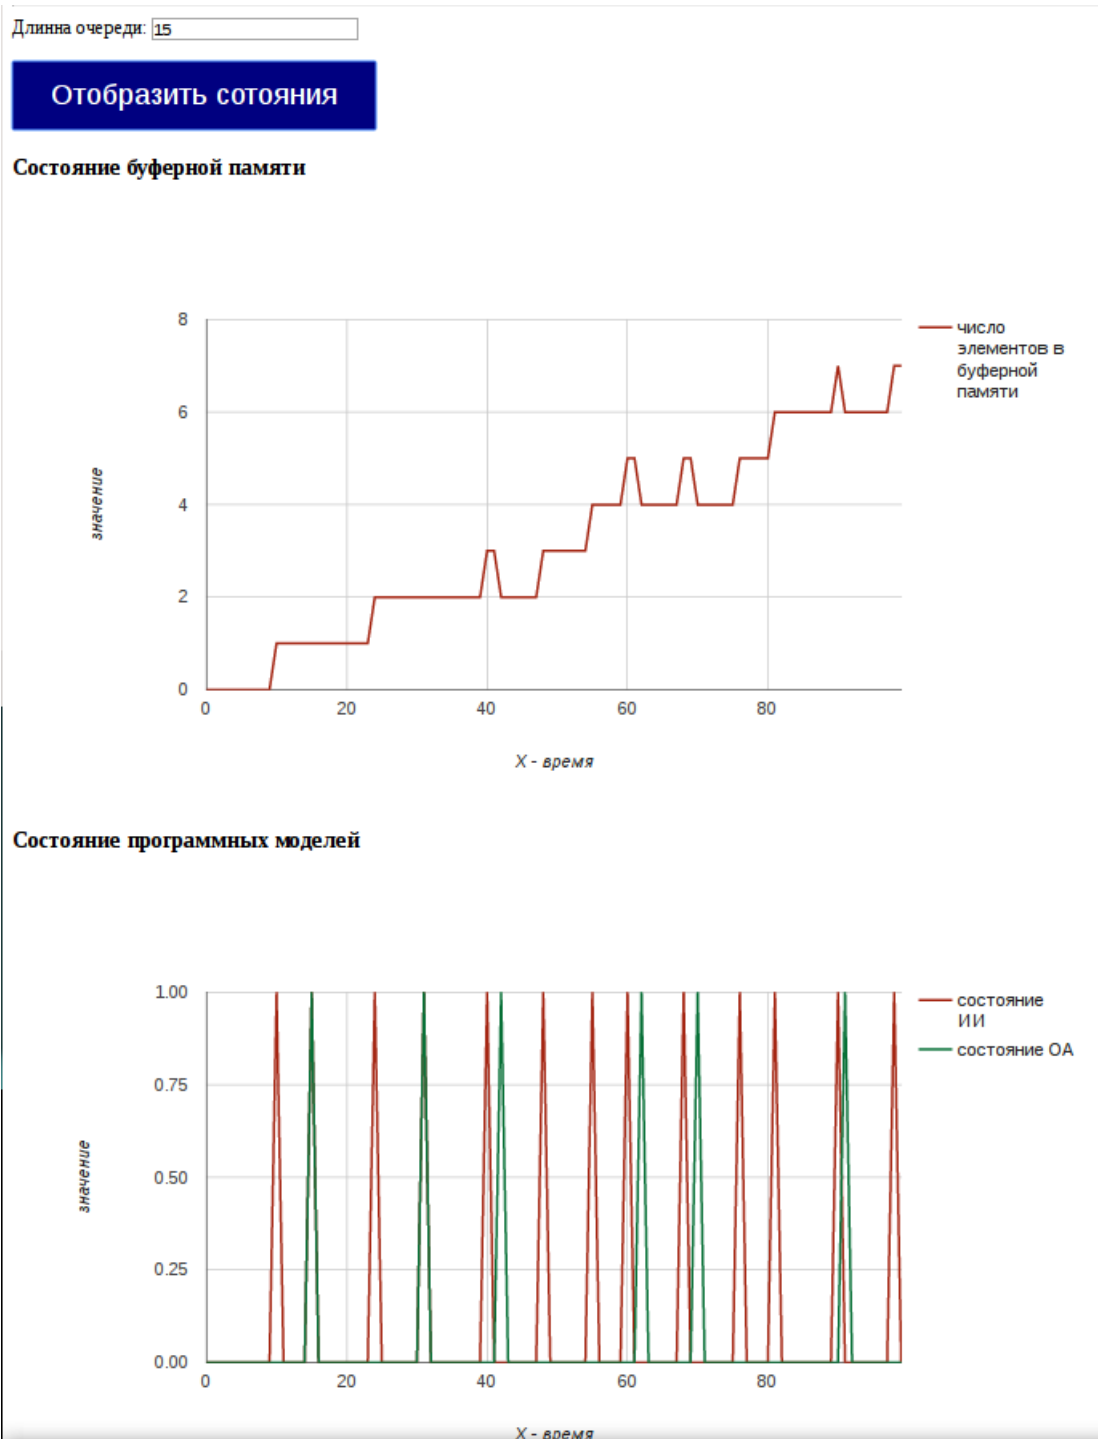 Длинна очереди: 15
Отобразить сотояния
Состояние буферной памяти
8
6
4
2
0
0 20 40 60 80
значение
X - время
число
элементов в
буферной
памяти
Состояние программных моделей
1.00
0.75
0.50
0.25
0.00
0 20 40 60 80
значение
X - время
состояние
ИИ
состояние ОА